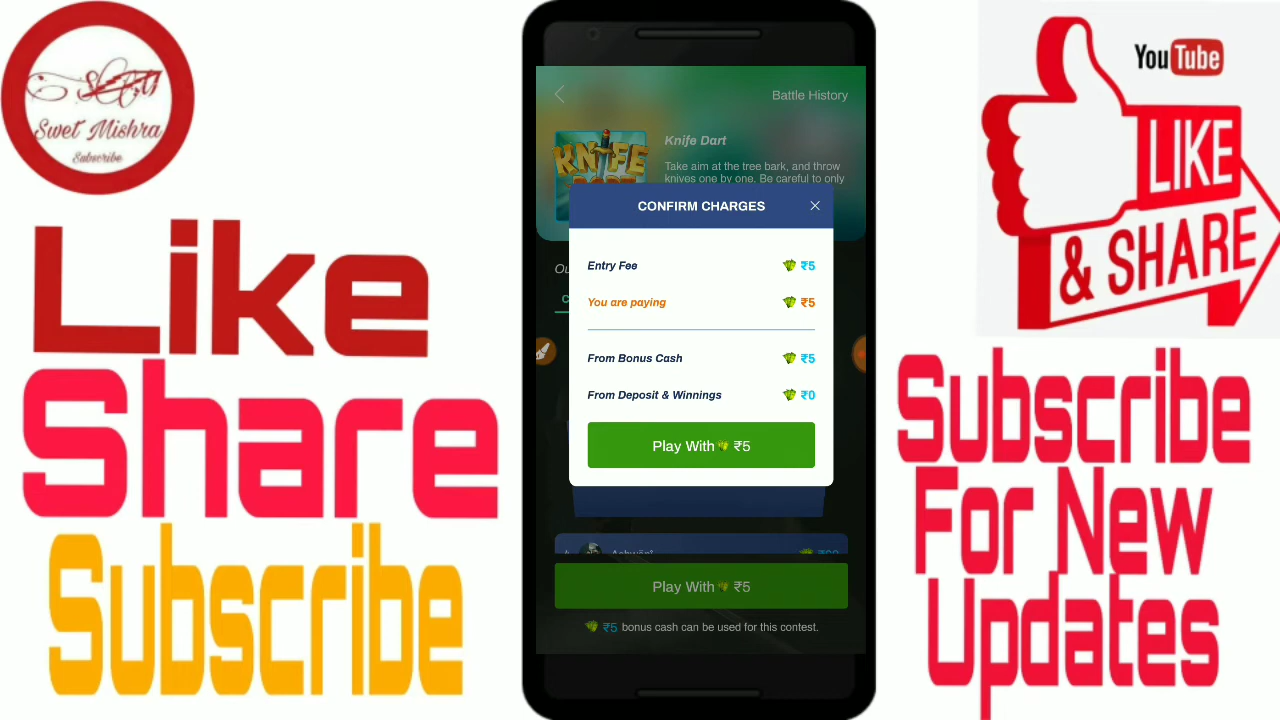 Swet Mishra
Subscribe
Like
Share
Subscribe
Battle History
KNIFE
Knife Dart
Take aim at the tree bark, and throw
knives one by one. Be careful to only
CONFIRM CHARGES
Entry Fee ₹5
You are paying ₹5
From Bonus Cash ₹5
From Deposit & Winnings ₹0
Play With ₹5
Play With ₹5
₹5 bonus cash can be used for this contest.
YouTube
LIKE
& SHARE
Subscribe
For New
Updates